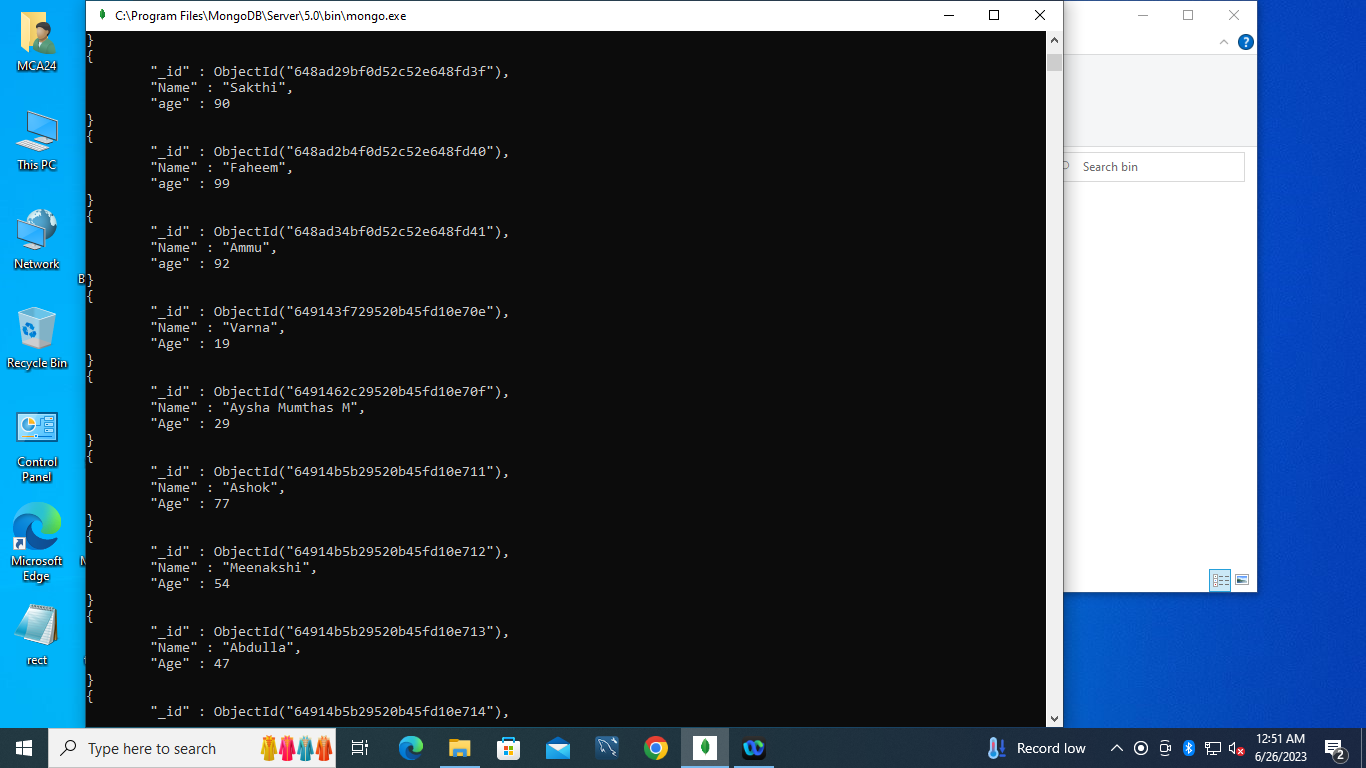 C:\Program Files\MongoDB\Server\5.0\bin\mongo.exe
}
{
"_id" : ObjectId("648ad29bf0d52c52e648fd3f"),
"Name" : "Sakthi",
"age" : 90
}
{
"_id" : ObjectId("648ad2b4f0d52c52e648fd40"),
"Name" : "Faheem",
"age" : 99
}
{
"_id" : ObjectId("648ad34bf0d52c52e648fd41"),
"Name" : "Ammu",
"age" : 92
}
{
"_id" : ObjectId("649143f729520b45fd10e70e"),
"Name" : "Varna",
"Age" : 19
}
{
"_id" : ObjectId("6491462c29520b45fd10e70f"),
"Name" : "Aysha Mumthas M",
"Age" : 29
}
{
"_id" : ObjectId("64914b5b29520b45fd10e711"),
"Name" : "Ashok",
"Age" : 77
}
{
"_id" : ObjectId("64914b5b29520b45fd10e712"),
"Name" : "Meenakshi",
"Age" : 54
}
{
"_id" : ObjectId("64914b5b29520b45fd10e713"),
"Name" : "Abdulla",
"Age" : 47
}
{
"_id" : ObjectId("64914b5b29520b45fd10e714"),
MCA24
This PC
Network
Recycle Bin
Control
Panel
Microsoft
Edge
rect
?
Search bin
Type here to search
Record low
12:51 AM
6/26/2023
2